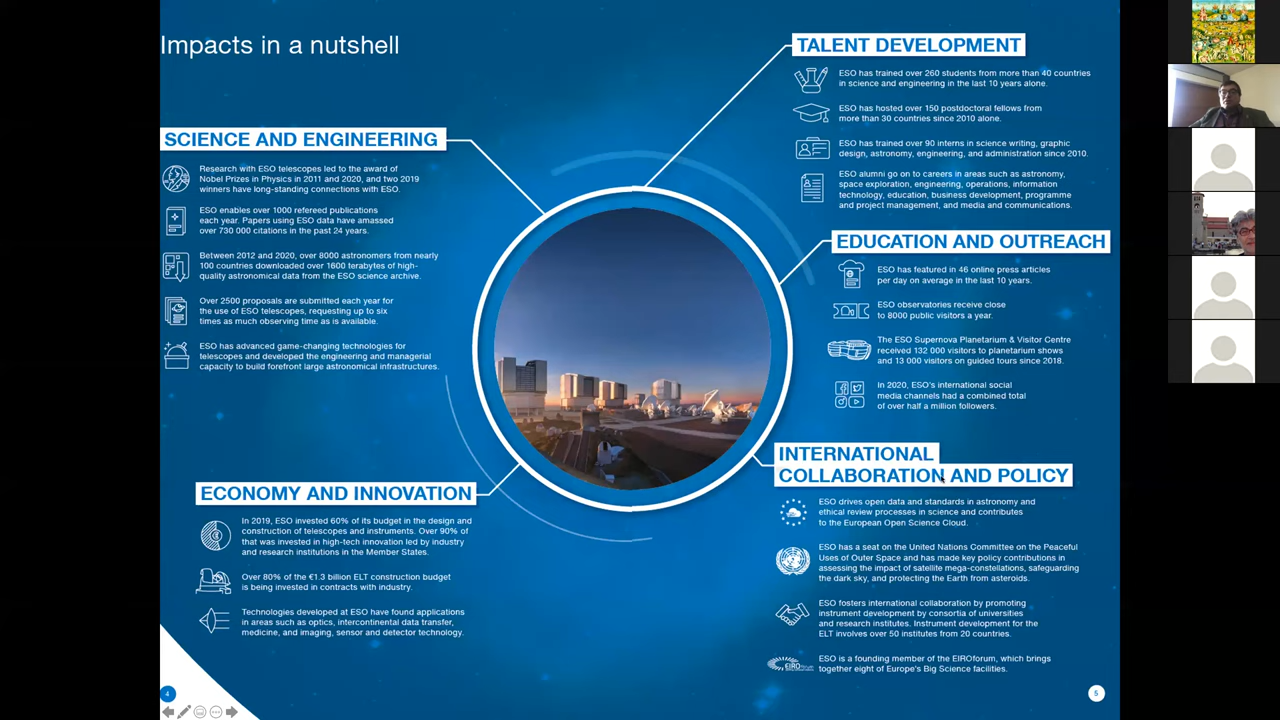 Impacts in a nutshell
SCIENCE AND ENGINEERING
Research with ESO telescopes led to the award of
Nobel Prizes in Physics in 2011 and 2020, and two 2019
winners have long-standing connections with ESO.
ESO enables over 1000 refereed publications
each year. Papers using ESO data have amassed
over 730 000 citations in the past 24 years.
Between 2012 and 2020, over 8000 astronomers from nearly
100 countries downloaded over 1600 terabytes of high-
quality astronomical data from the ESO science archive.
Over 2500 proposals are submitted each year for
the use of ESO telescopes, requesting up to six
times as much observing time as is available.
ESO has advanced game-changing technologies for
telescopes and developed the engineering and managerial
capacity to build forefront large astronomical infrastructures.
ECONOMY AND INNOVATION
In 2019, ESO invested 60% of its budget in the design and
construction of telescopes and instruments. Over 90% of
that was invested in high-tech innovation led by industry
and research institutions in the Member States.
Over 80% of the €1.3 billion ELT construction budget
is being invested in contracts with industry.
Technologies developed at ESO have found applications
in areas such as optics, intercontinental data transfer,
medicine, and imaging, sensor and detector technology.
4
TALENT DEVELOPMENT
ESO has trained over 260 students from more than 40 countries
in science and engineering in the last 10 years alone.
ESO has hosted over 150 postdoctoral fellows from
more than 30 countries since 2010 alone.
ESO has trained over 90 interns in science writing, graphic
design, astronomy, engineering, and administration since 2010.
ESO alumni go on to careers in areas such as astronomy,
space exploration, engineering, operations, information
technology, education, business development, programme
and project management, and media and communications.
EDUCATION AND OUTREACH
ESO has featured in 46 online press articles
per day on average in the last 10 years.
ESO observatories receive close
to 8000 public visitors a year.
The ESO Supernova Planetarium & Visitor Centre
received 132 000 visitors to planetarium shows
and 13 000 visitors on guided tours since 2018.
In 2020, ESO's international social
media channels had a combined total
of over half a million followers.
INTERNATIONAL
COLLABORATION AND POLICY
ESO drives open data and standards in astronomy and
ethical review processes in science and contributes
to the European Open Science Cloud.
ESO has a seat on the United Nations Committee on the Peaceful
Uses of Outer Space and has made key policy contributions in
assessing the impact of satellite mega-constellations, safeguarding
the dark sky, and protecting the Earth from asteroids.
ESO fosters international collaboration by promoting
instrument development by consortia of universities
and research institutes. Instrument development for the
ELT involves over 50 institutes from 20 countries.
EIROforum
ESO is a founding member of the EIROforum, which brings
together eight of Europe's Big Science facilities.
5